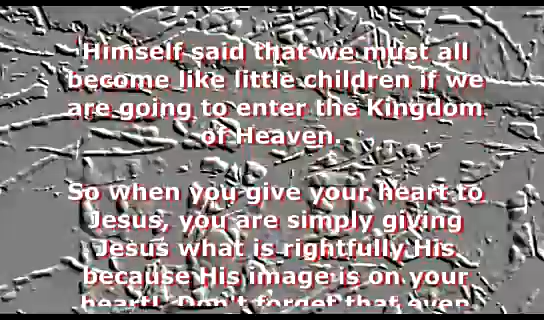 Himself said that we must all
become like little children if we
are going to enter the Kingdom
of Heaven.
So when you give your heart to
Jesus, you are simply giving
Jesus what is rightfully His
because His image is on your
heart! Don't forget that even